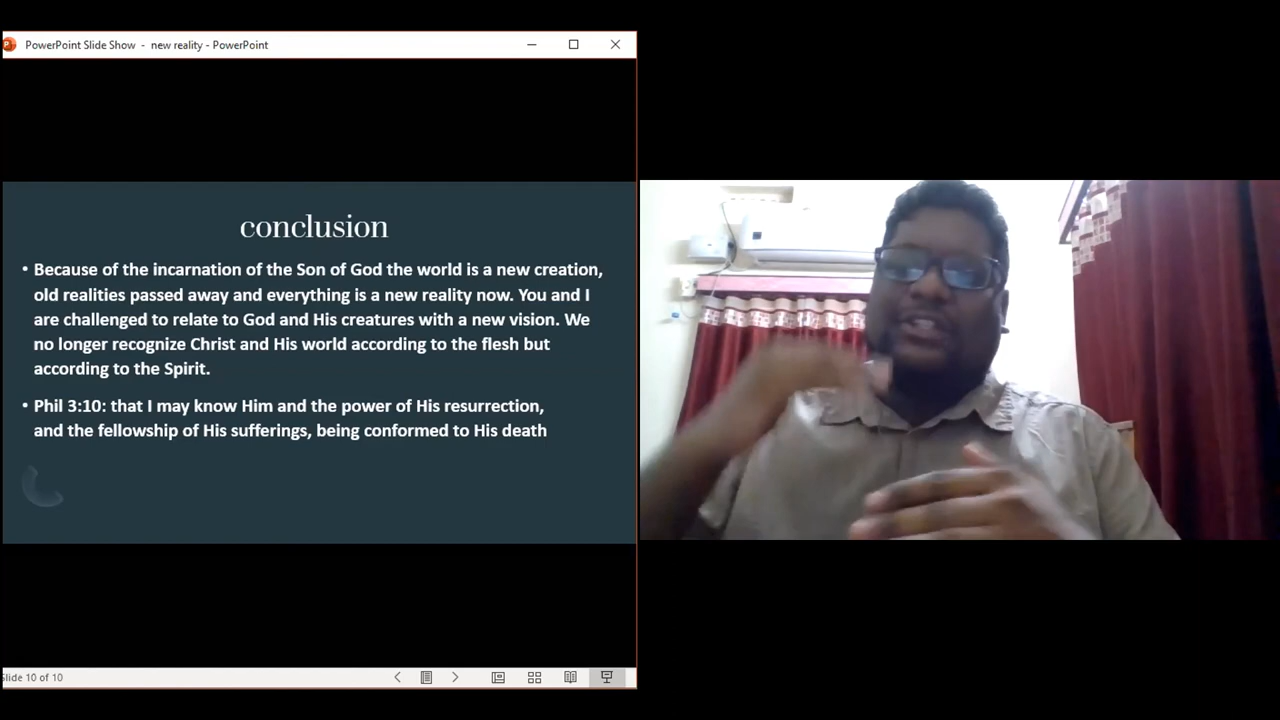 PowerPoint Slide Show - new reality - PowerPoint
conclusion
• Because of the incarnation of the Son of God the world is a new creation,
old realities passed away and everything is a new reality now. You and I
are challenged to relate to God and His creatures with a new vision. We
no longer recognize Christ and His world according to the flesh but
according to the Spirit.
• Phil 3:10: that I may know Him and the power of His resurrection,
and the fellowship of His sufferings, being conformed to His death
Slide 10 of 10